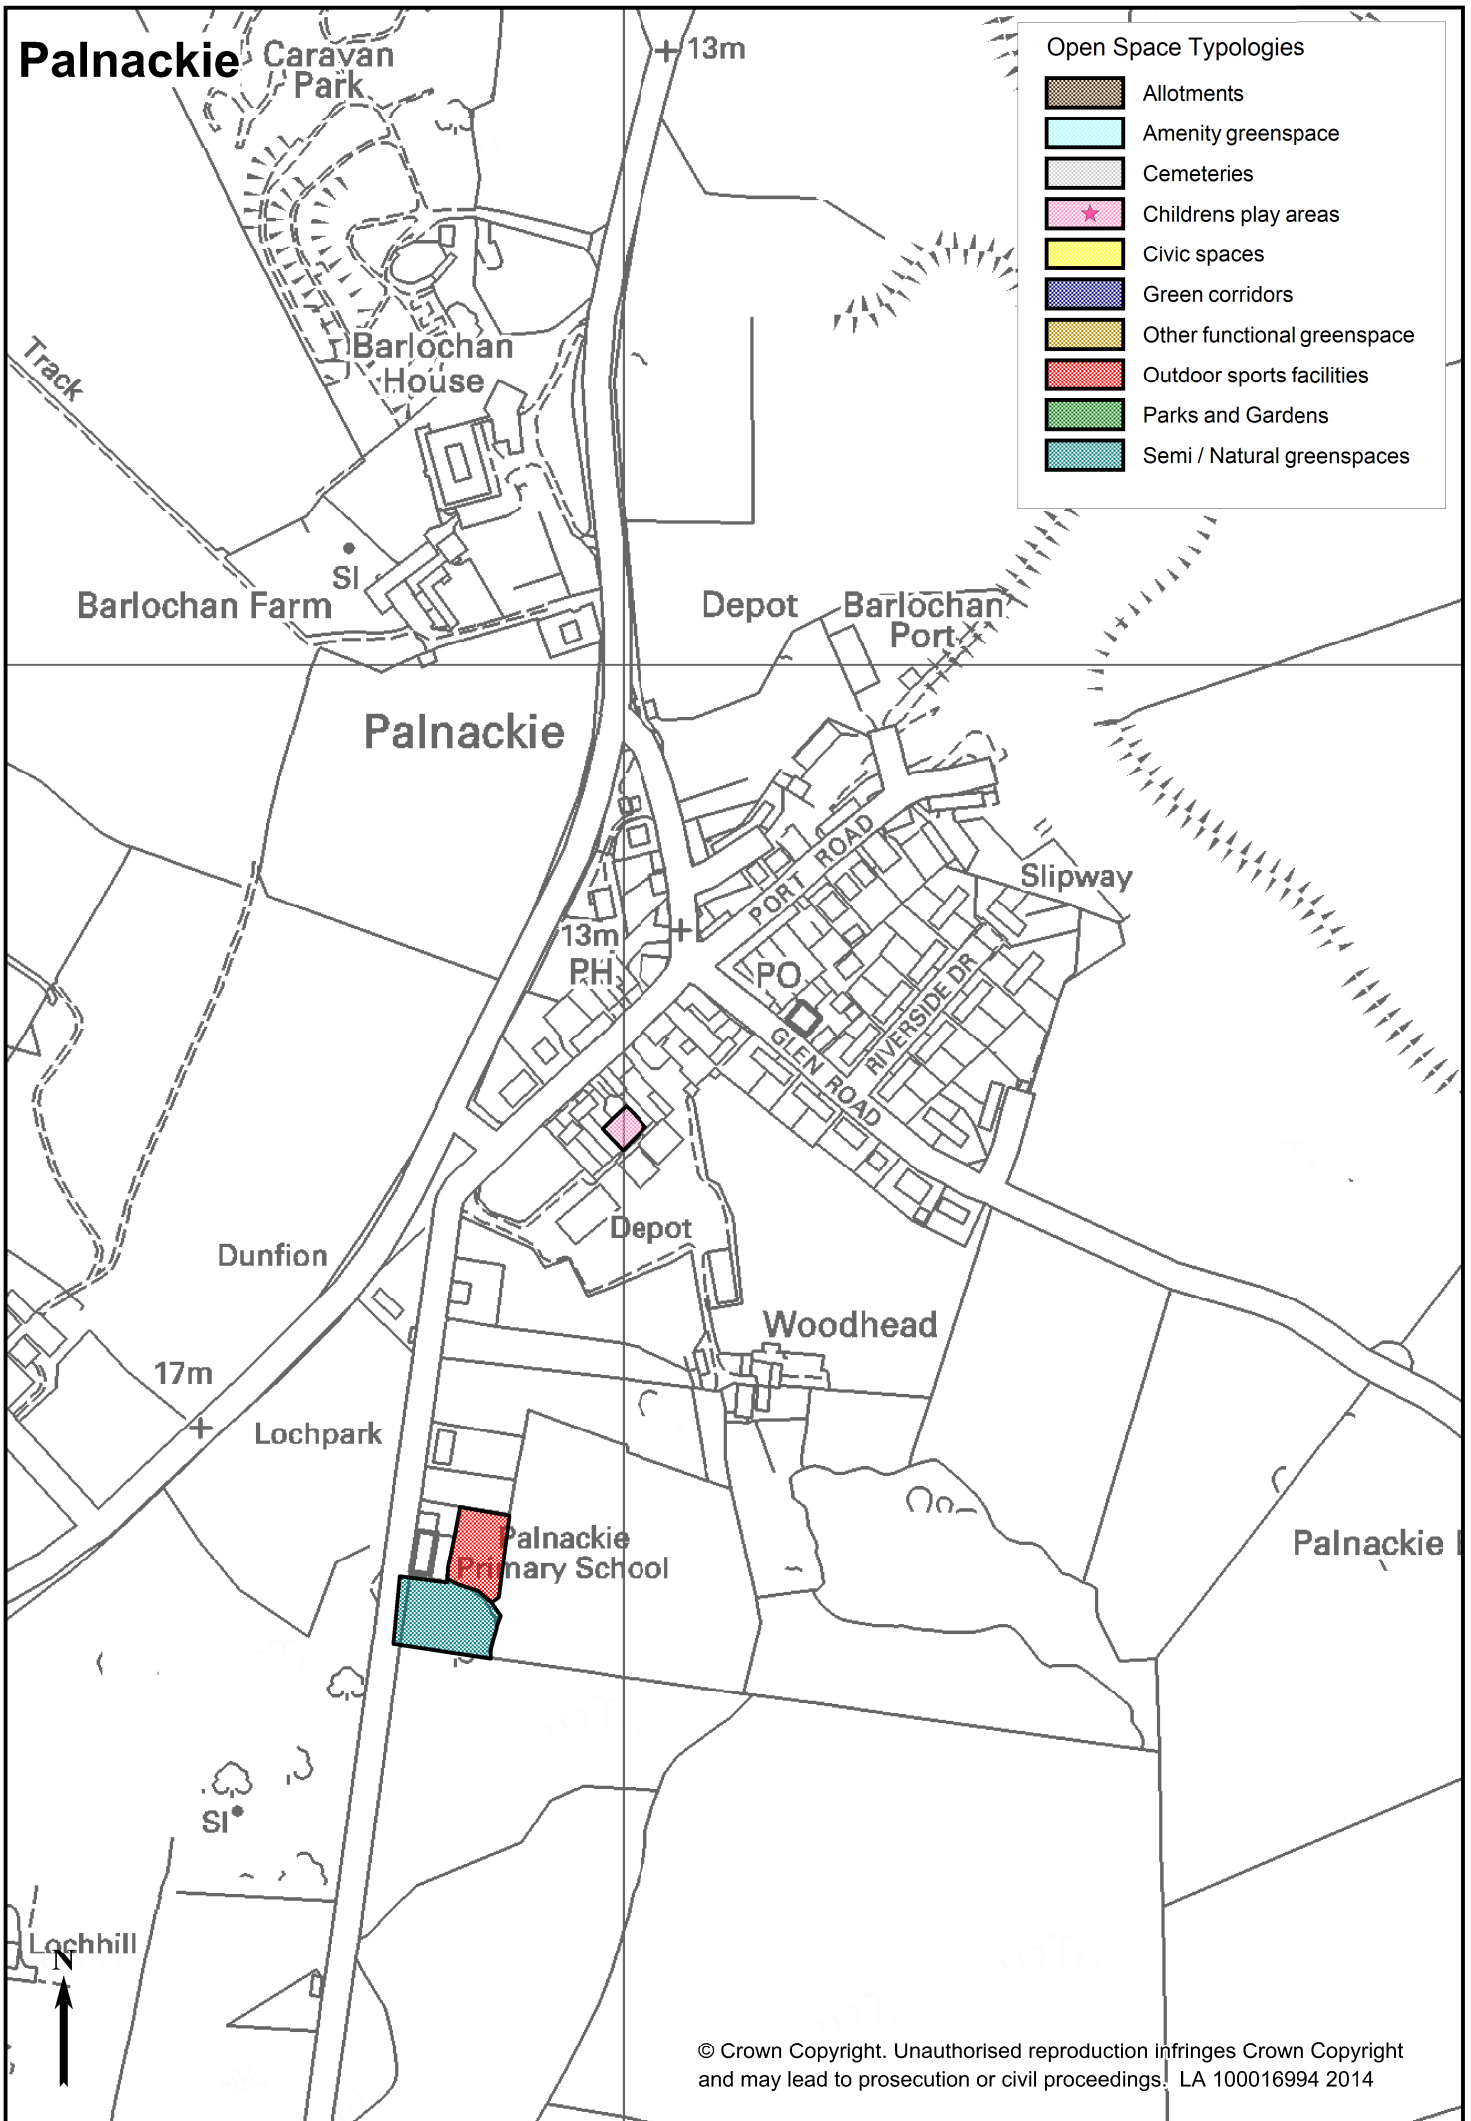 Palnackie
Caravan
Park
13m
Open Space Typologies
Allotments
Amenity greenspace
Cemeteries
Childrens play areas
Civic spaces
Green corridors
Other functional greenspace
Outdoor sports facilities
Parks and Gardens
Semi / Natural greenspaces
Track
Barlochan
House
Sl
Barlochan Farm
Depot
Barlochan
Port
Palnackie
PORT ROAD
Slipway
13m
PH
PO
RIVERSIDE DR
GLEN ROAD
Depot
Dunfion
Woodhead
17m
Lochpark
Palnackie
Primary School
Palnackie
Sl
Lochhill
N
© Crown Copyright. Unauthorised reproduction infringes Crown Copyright
and may lead to prosecution or civil proceedings. LA 100016994 2014